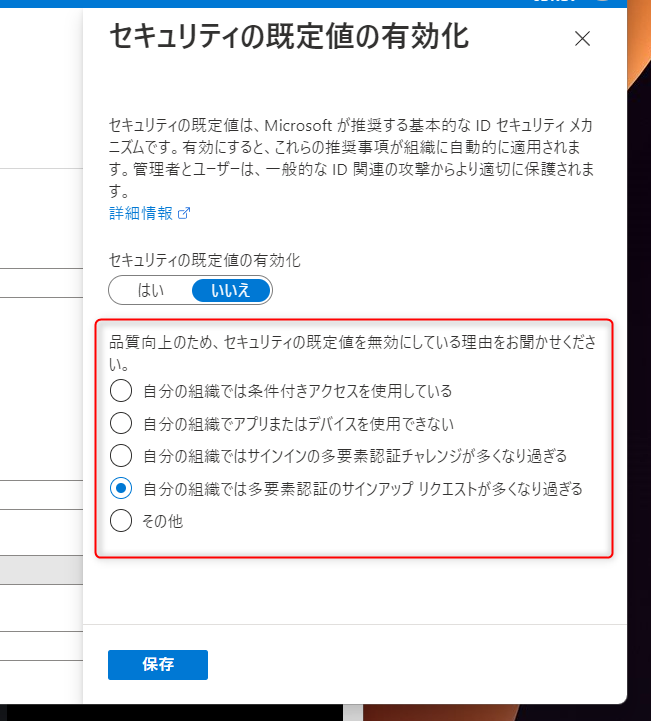 セキュリティの既定値の有効化
セキュリティの既定値は、Microsoft が推奨する基本的な ID セキュリティ メカ
ニズムです。有効にすると、これらの推奨事項が組織に自動的に適用されま
す。管理者とユーザーは、一般的な ID 関連の攻撃からより適切に保護されま
す。
詳細情報
セキュリティの既定値の有効化
はい いいえ
品質向上のため、セキュリティの既定値を無効にしている理由をお聞かせくださ
い。
自分の組織では条件付きアクセスを使用している
自分の組織でアプリまたはデバイスを使用できない
自分の組織ではサインインの多要素認証チャレンジが多くなり過ぎる
自分の組織では多要素認証のサインアップ リクエストが多くなり過ぎる
その他
保存